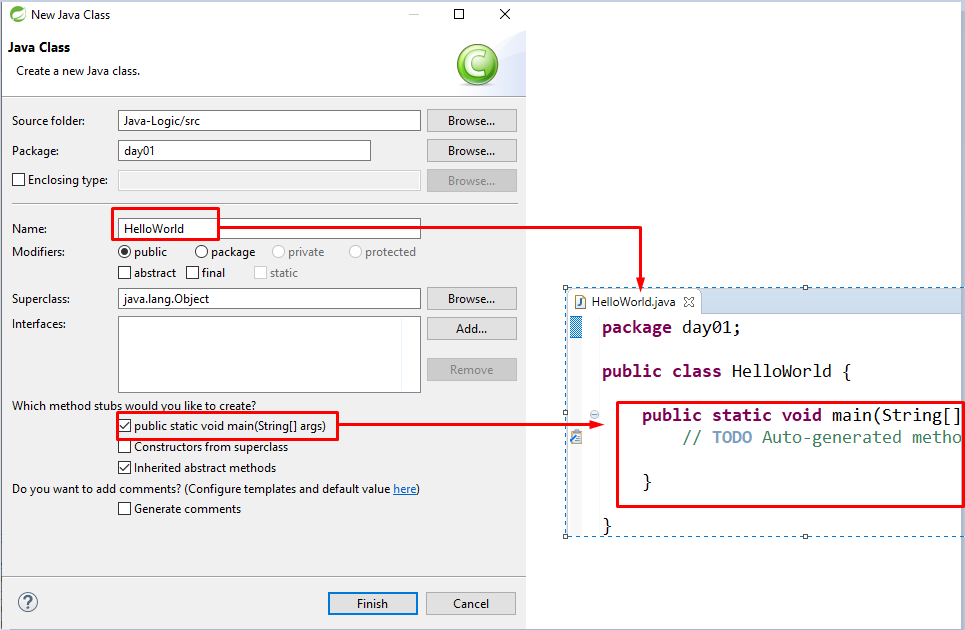 New Java Class
Java Class
Create a new Java class.
Source folder: Java-Logic/src Browse...
Package: day01 Browse...
Enclosing type: Browse...
Name: HelloWorld
Modifiers: public package private protected
abstract final static
Superclass: java.lang.Object Browse...
Interfaces: Add...
Remove
Which method stubs would you like to create?
public static void main(String[] args)
Constructors from superclass
Inherited abstract methods
Do you want to add comments? (Configure templates and default value here)
Generate comments
? Finish Cancel
HelloWorld.java
package day01;
public class HelloWorld {
public static void main(String[]
// TODO Auto-generated metho
}
}